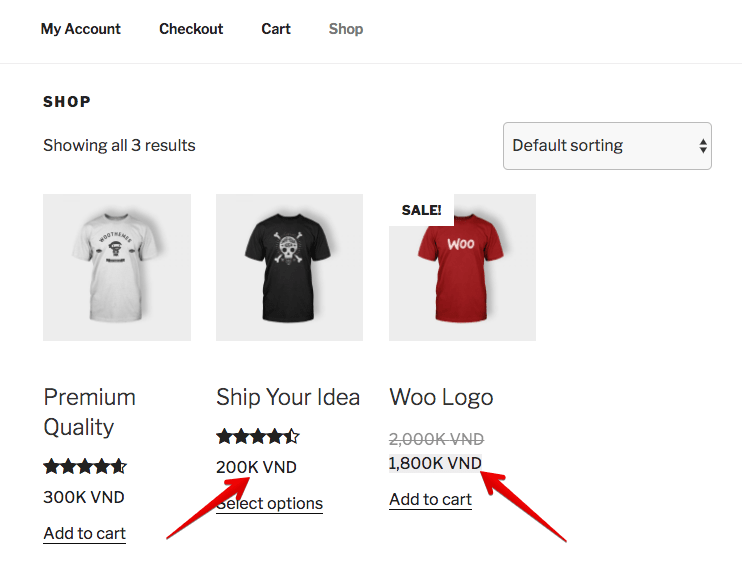 My Account Checkout Cart Shop
SHOP
Showing all 3 results
Default sorting
WOOTHEMES
SALE!
WOO
Premium
Quality
300K VND
Add to cart
Ship Your Idea
200K VND
Select options
Woo Logo
2,000K VND
1,800K VND
Add to cart